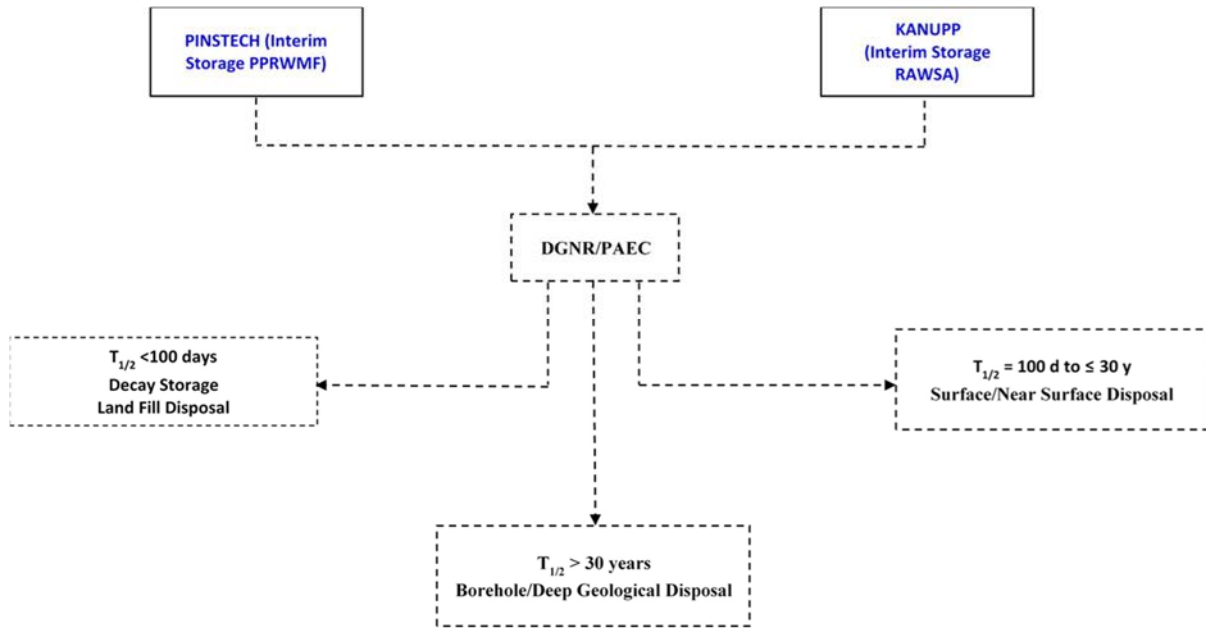 PINSTECH (Interim
Storage PPRWMF)
KANUPP
(Interim Storage
RAWSA)
DGNR/PAEC
T1/2 <100 days
Decay Storage
Land Fill Disposal
T1/2 = 100 d to ≤ 30 y
Surface/Near Surface Disposal
T1/2 > 30 years
Borehole/Deep Geological Disposal